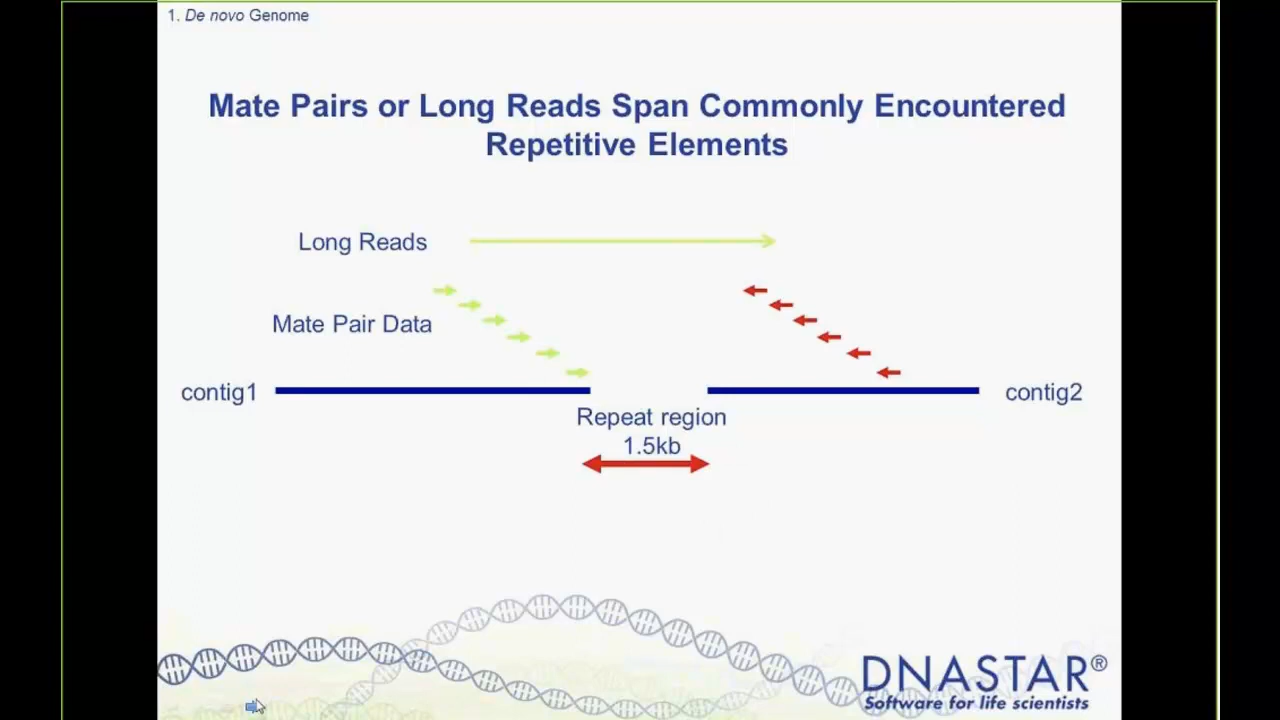 1. De novo Genome
Mate Pairs or Long Reads Span Commonly Encountered
Repetitive Elements
Long Reads
Mate Pair Data
contig1
contig2
Repeat region
1.5kb
DNASTAR®
Software for life scientists